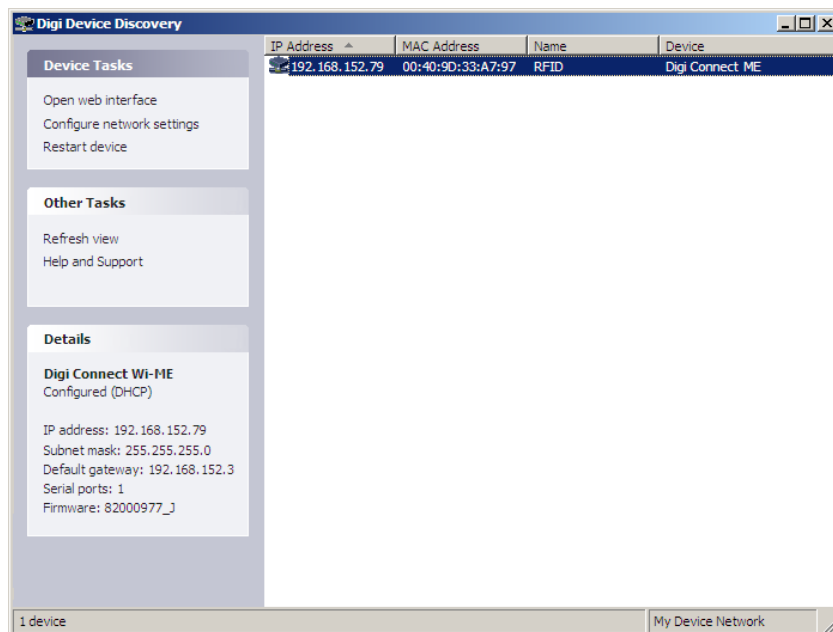 Digi Device Discovery
Device Tasks
Open web interface
Configure network settings
Restart device
Other Tasks
Refresh view
Help and Support
Details
Digi Connect Wi-ME
Configured (DHCP)
IP address: 192.168.152.79
Subnet mask: 255.255.255.0
Default gateway: 192.168.152.3
Serial ports: 1
Firmware: 82000977_J
IP Address MAC Address Name Device
192.168.152.79 00:40:9D:33:A7:97 RFID Digi Connect ME
1 device My Device Network